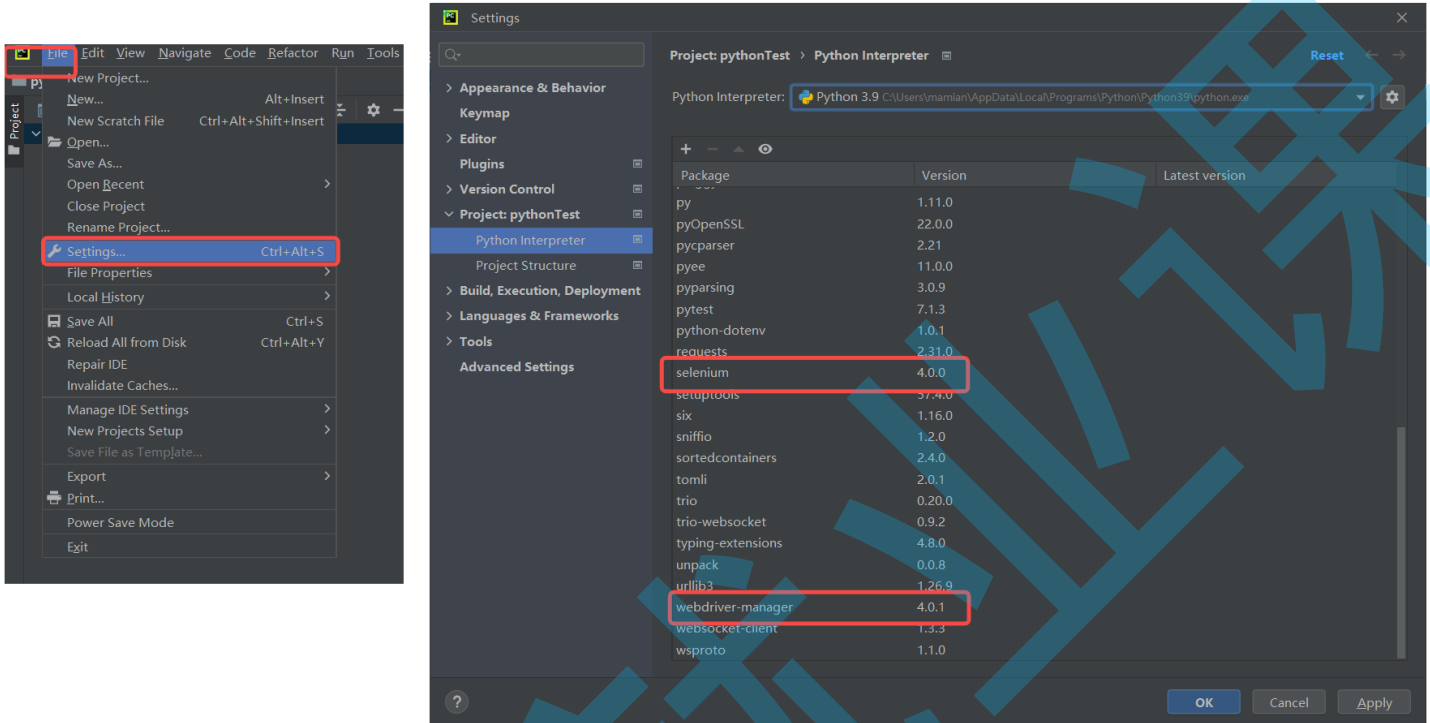 File Edit View Navigate Code Refactor Run Tools
py
New Project...
New... Alt+Insert
New Scratch File Ctrl+Alt+Shift+Insert
Open...
Save As...
Open Recent
Close Project
Rename Project...
Settings... Ctrl+Alt+S
File Properties
Local History
Save All Ctrl+S
Reload All from Disk Ctrl+Alt+Y
Repair IDE
Invalidate Caches...
Manage IDE Settings
New Projects Setup
Save File as Template...
Export
Print...
Power Save Mode
Exit
Project
PC Settings
Appearance & Behavior
Keymap
Editor
Plugins
Version Control
Project: pythonTest
Python Interpreter
Project Structure
Build, Execution, Deployment
Languages & Frameworks
Tools
Advanced Settings
Project: pythonTest › Python Interpreter Reset
Python Interpreter: Python 3.9 C:\Users\mamian\AppData\Local\Programs\Python\Python39\python.exe
Package Version Latest version
py 1.11.0
pyOpenSSL 22.0.0
pycparser 2.21
pyee 11.0.0
pyparsing 3.0.9
pytest 7.1.3
python-dotenv 1.0.1
requests 2.31.0
selenium 4.0.0
setuptools 57.4.0
six 1.16.0
sniffio 1.2.0
sortedcontainers 2.4.0
tomli 2.0.1
trio 0.20.0
trio-websocket 0.9.2
typing-extensions 4.8.0
unpack 0.0.8
urllib3 1.26.9
webdriver-manager 4.0.1
websocket-client 1.3.3
wsproto 1.1.0
? OK Cancel Apply